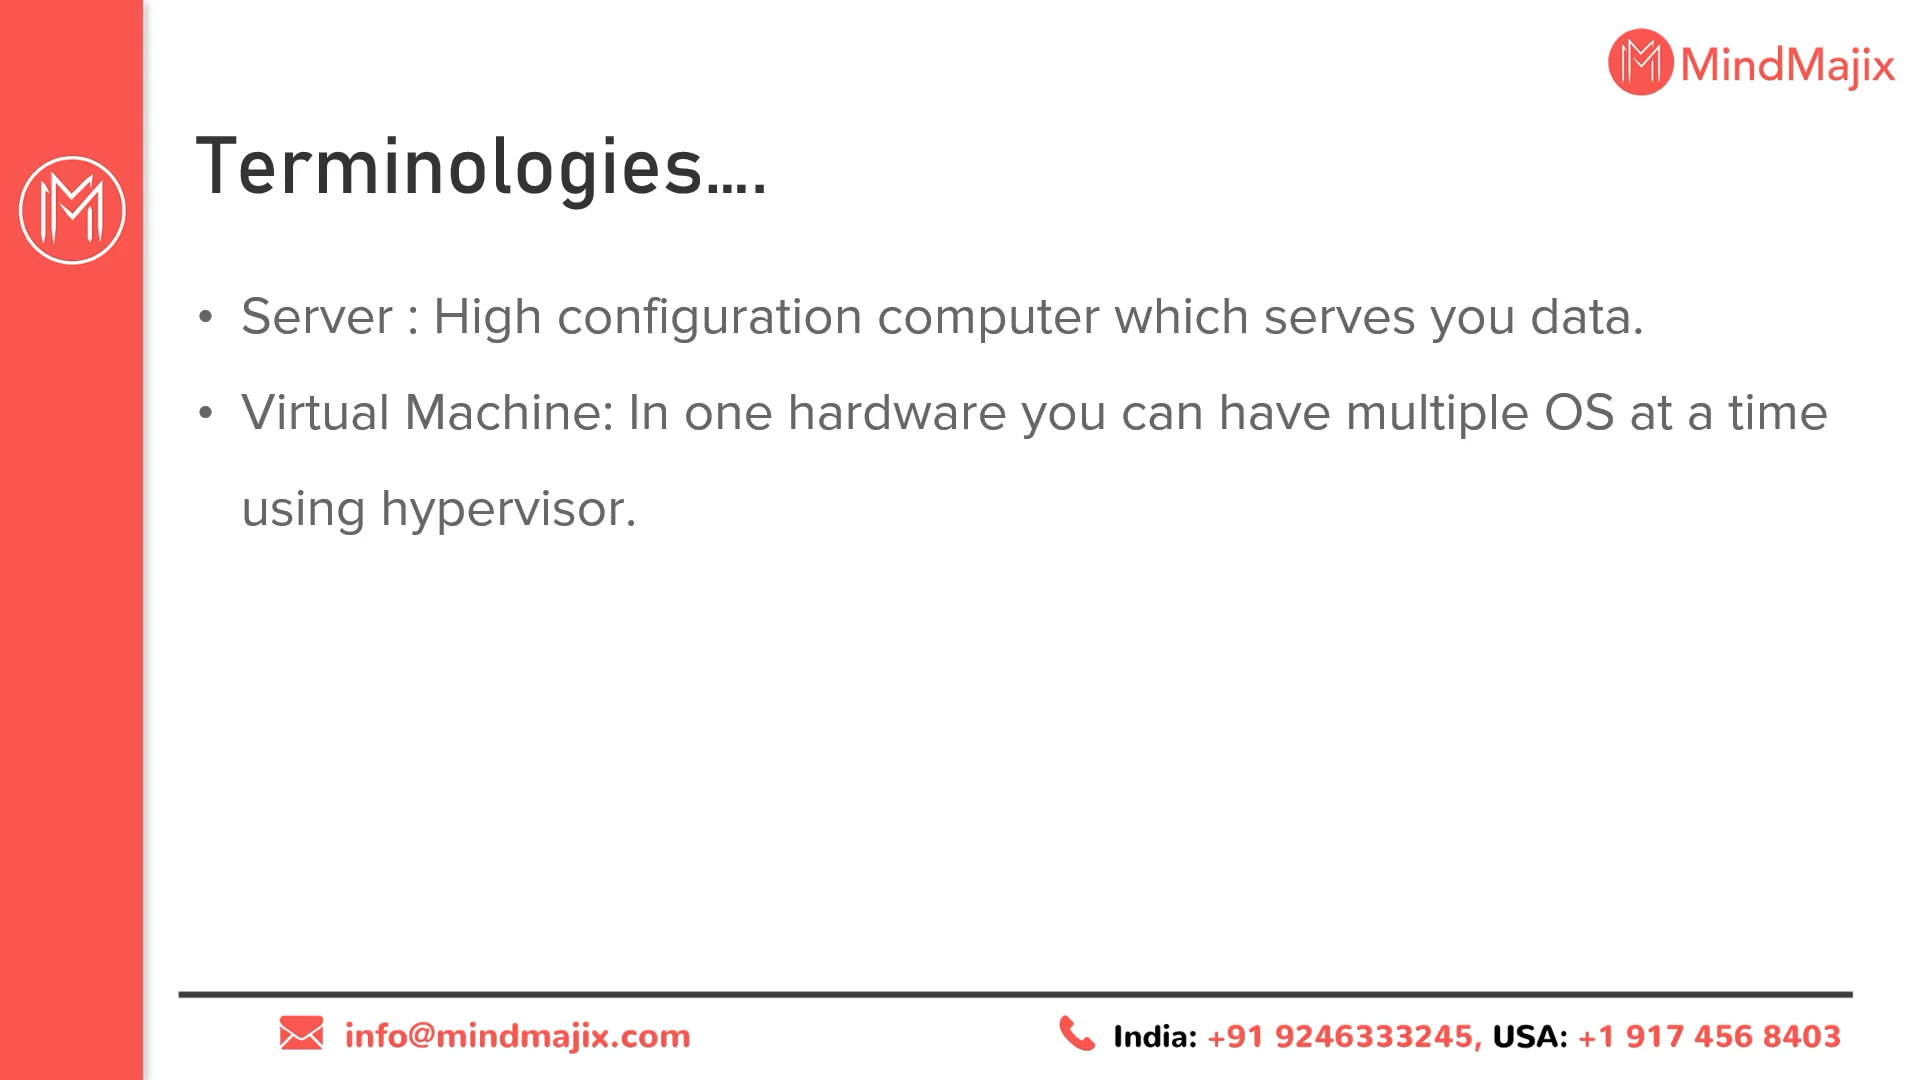 MindMajix
Terminologies....
• Server : High configuration computer which serves you data.
• Virtual Machine: In one hardware you can have multiple OS at a time
using hypervisor.
info@mindmajix.com
India: +91 9246333245, USA: +1 917 456 8403